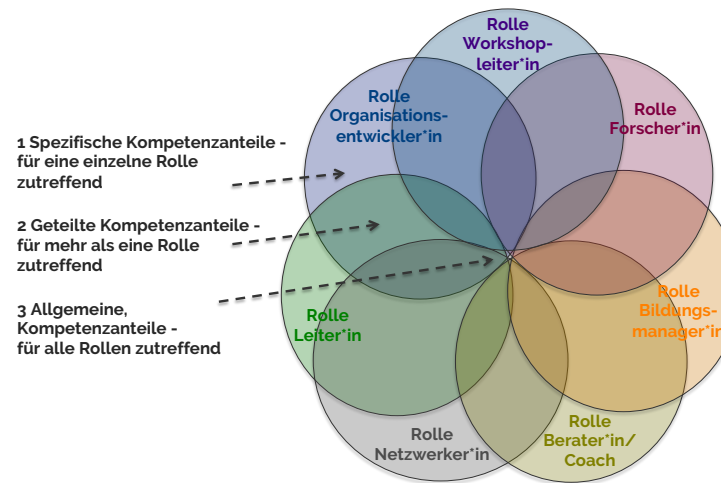 Rolle
Workshop-
leiter*in
Rolle
Organisations-
entwickler*in
Rolle
Forscher*in
1 Spezifische Kompetenzanteile -
für eine einzelne Rolle
zutreffend
2 Geteilte Kompetenzanteile -
für mehr als eine Rolle
zutreffend
3 Allgemeine,
Kompetenzanteile -
für alle Rollen zutreffend
Rolle
Leiter*in
Rolle
Bildungs-
manager*in
Rolle
Netzwerker*in
Rolle
Berater*in/
Coach